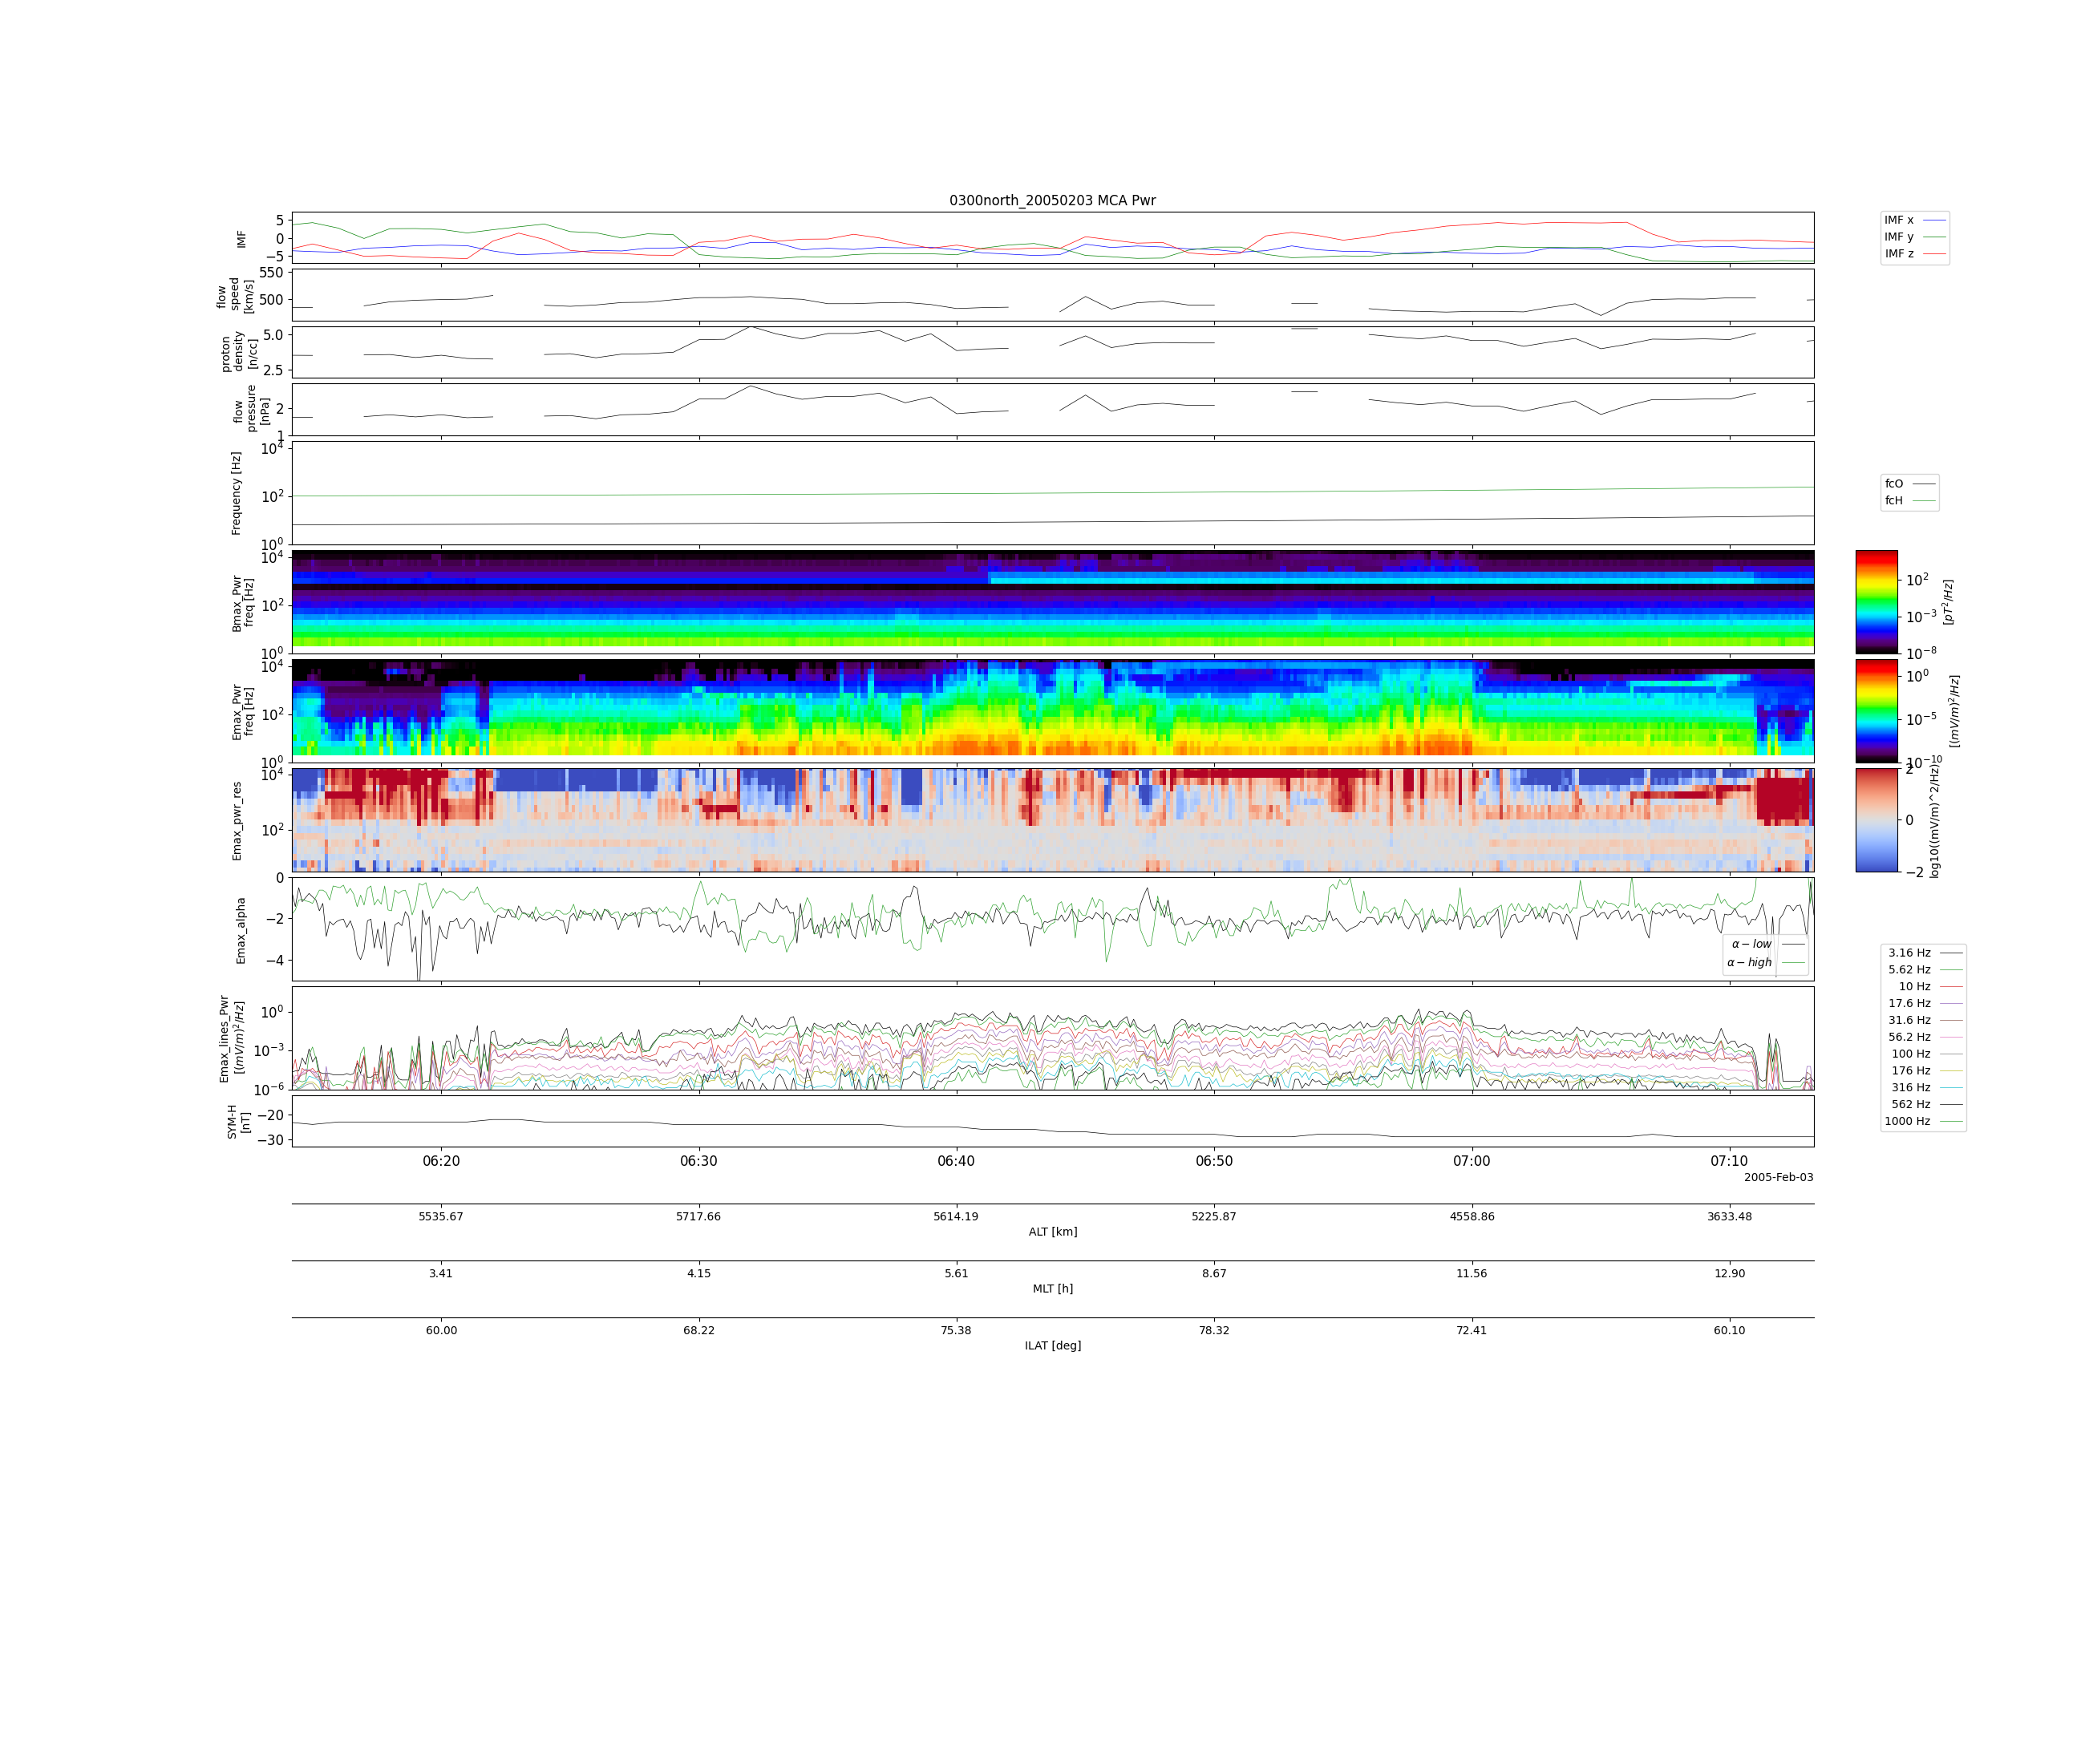 0300north_20050203 MCA Pwr
5
0
−5
IMF
IMF x
IMF y
IMF z
550
500
flow
speed
[km/s]
5.0
2.5
proton
density
[n/cc]
2
1
flow
pressure
[nPa]
10^4
10^2
10^0
Frequency [Hz]
fcO
fcH
10^4
10^2
10^0
Bmax_Pwr
freq [Hz]
10^2
10^−3
10^−8
[pT^2/Hz]
10^4
10^2
10^0
Emax_Pwr
freq [Hz]
10^0
10^−5
10^−10
[(mV/m)^2/Hz]
10^4
10^2
Emax_pwr_res
2
0
−2
log10((mV/m)^2/Hz)
0
−2
−4
Emax_alpha
α − low
α − high
10^0
10^−3
10^−6
Emax_lines_Pwr
[(mV/m)^2/Hz]
3.16 Hz
5.62 Hz
10 Hz
17.6 Hz
31.6 Hz
56.2 Hz
100 Hz
176 Hz
316 Hz
562 Hz
1000 Hz
−20
−30
SYM-H
[nT]
06:20 06:30 06:40 06:50 07:00 07:10
2005-Feb-03
5535.67 5717.66 5614.19 5225.87 4558.86 3633.48
ALT [km]
3.41 4.15 5.61 8.67 11.56 12.90
MLT [h]
60.00 68.22 75.38 78.32 72.41 60.10
ILAT [deg]